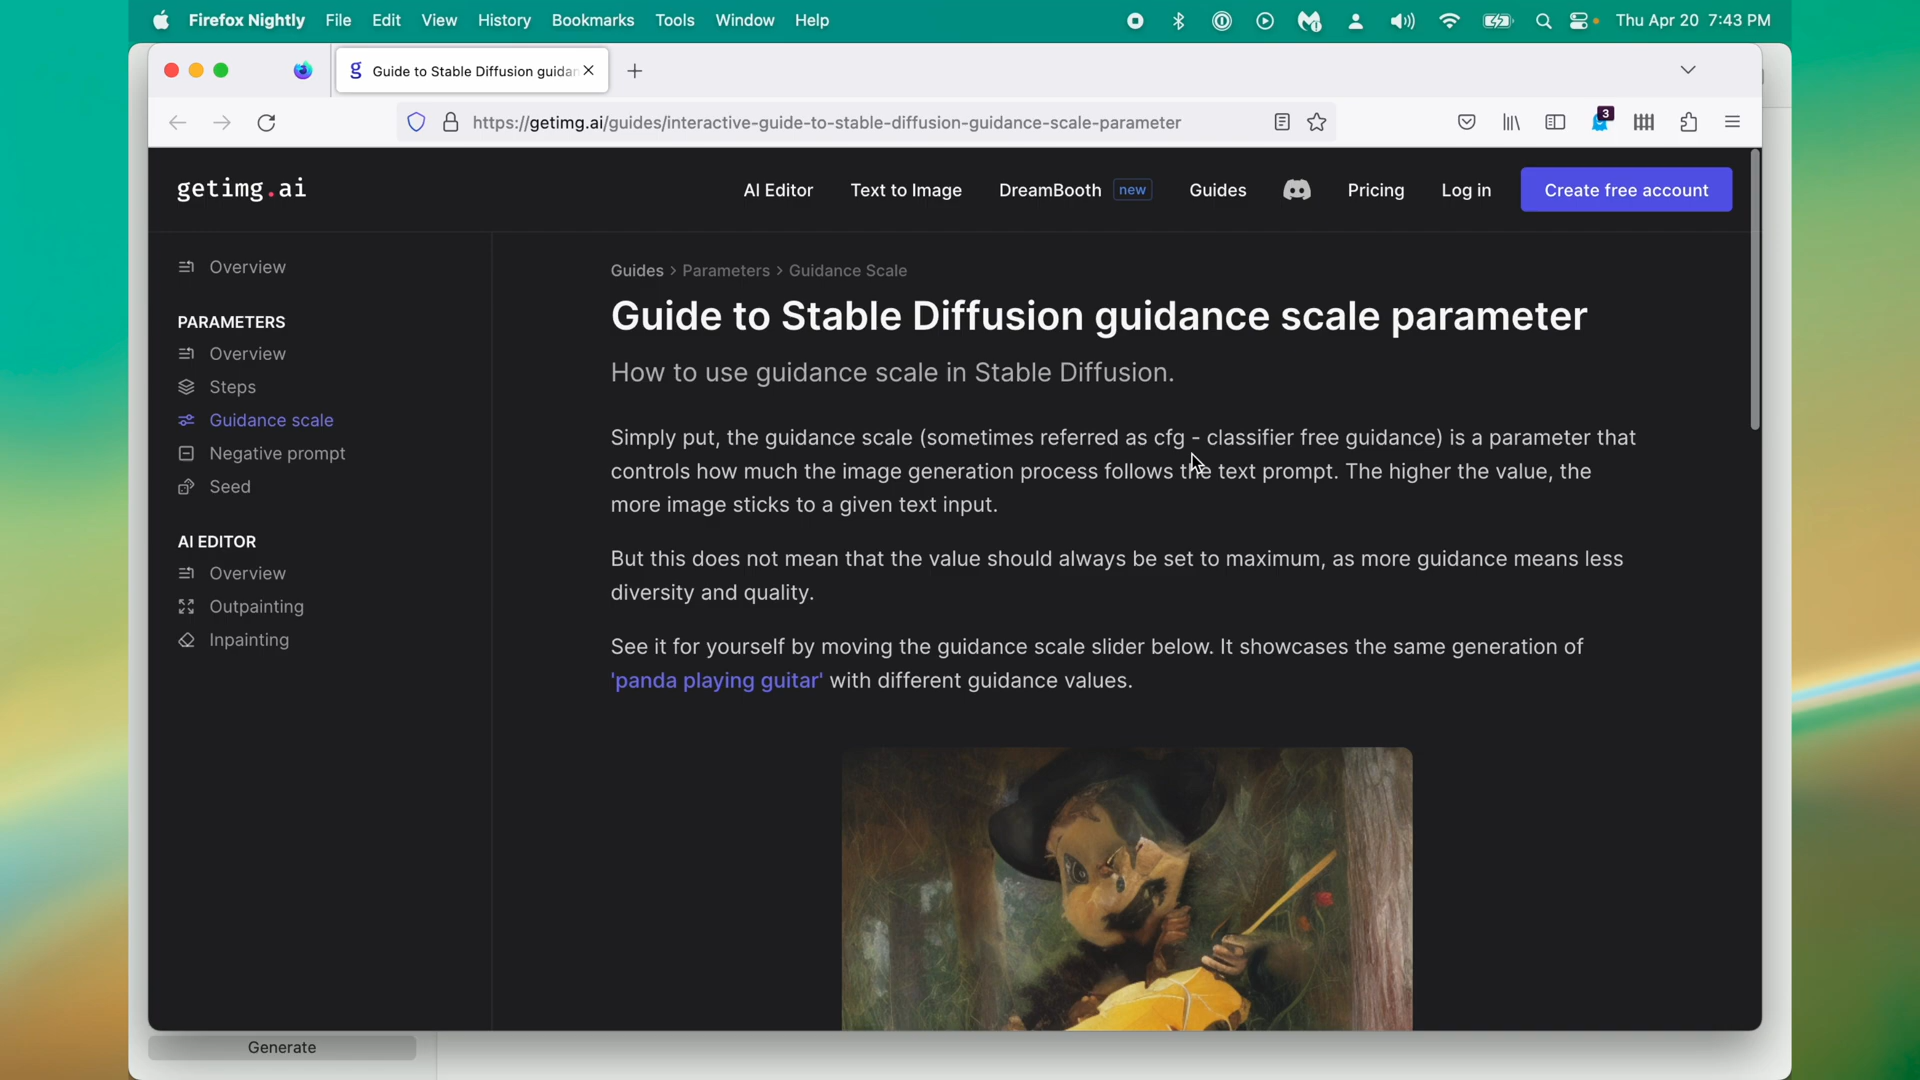 Firefox Nightly File Edit View History Bookmarks Tools Window Help Thu Apr 20 7:43 PM
g Guide to Stable Diffusion guidan
https://getimg.ai/guides/interactive-guide-to-stable-diffusion-guidance-scale-parameter 3
getimg.ai AI Editor Text to Image DreamBooth new Guides Pricing Log in Create free account
Overview
PARAMETERS
Overview
Steps
Guidance scale
Negative prompt
Seed
AI EDITOR
Overview
Outpainting
Inpainting
Guides > Parameters > Guidance Scale
Guide to Stable Diffusion guidance scale parameter
How to use guidance scale in Stable Diffusion.
Simply put, the guidance scale (sometimes referred as cfg - classifier free guidance) is a parameter that
controls how much the image generation process follows the text prompt. The higher the value, the
more image sticks to a given text input.
But this does not mean that the value should always be set to maximum, as more guidance means less
diversity and quality.
See it for yourself by moving the guidance scale slider below. It showcases the same generation of
'panda playing guitar' with different guidance values.
Generate